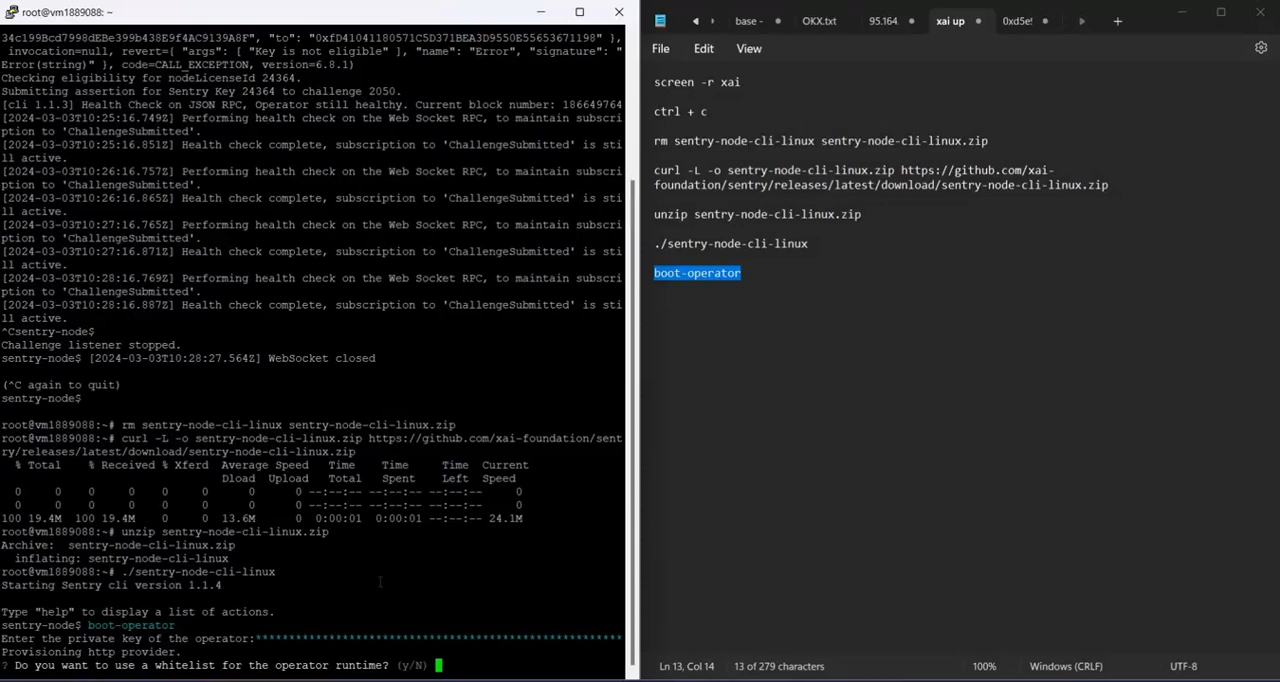 root@vm1889088: ~
34c199Bcd7998dEBe399b438E9f4AC9139A8F", "to": "0xfD41041180571C5D371BEA3D9550E55653671198" },
invocation=null, revert={ "args": [ "Key is not eligible" ], "name": "Error", "signature": "
Error(string)" }, code=CALL_EXCEPTION, version=6.8.1)
Checking eligibility for nodeLicenseId 24364.
Submitting assertion for Sentry Key 24364 to challenge 2050.
[cli 1.1.3] Health Check on JSON RPC, Operator still healthy. Current block number: 186649764
[2024-03-03T10:25:16.749Z] Performing health check on the Web Socket RPC, to maintain subscri
ption to 'ChallengeSubmitted'.
[2024-03-03T10:25:16.851Z] Health check complete, subscription to 'ChallengeSubmitted' is sti
ll active.
[2024-03-03T10:26:16.757Z] Performing health check on the Web Socket RPC, to maintain subscri
ption to 'ChallengeSubmitted'.
[2024-03-03T10:26:16.865Z] Health check complete, subscription to 'ChallengeSubmitted' is sti
ll active.
[2024-03-03T10:27:16.765Z] Performing health check on the Web Socket RPC, to maintain subscri
ption to 'ChallengeSubmitted'.
[2024-03-03T10:27:16.871Z] Health check complete, subscription to 'ChallengeSubmitted' is sti
ll active.
[2024-03-03T10:28:16.769Z] Performing health check on the Web Socket RPC, to maintain subscri
ption to 'ChallengeSubmitted'.
[2024-03-03T10:28:16.887Z] Health check complete, subscription to 'ChallengeSubmitted' is sti
ll active.
^Csentry-node$
Challenge listener stopped.
sentry-node$ [2024-03-03T10:28:27.564Z] WebSocket closed
(^C again to quit)
sentry-node$
root@vm1889088:~# rm sentry-node-cli-linux sentry-node-cli-linux.zip
root@vm1889088:~# curl -L -o sentry-node-cli-linux.zip https://github.com/xai-foundation/sent
ry/releases/latest/download/sentry-node-cli-linux.zip
% Total % Received % Xferd Average Speed Time Time Time Current
Dload Upload Total Spent Left Speed
0 0 0 0 0 0 0 0 --:--:-- --:--:-- --:--:-- 0
0 0 0 0 0 0 0 0 --:--:-- --:--:-- --:--:-- 0
100 19.4M 100 19.4M 0 0 13.6M 0 0:00:01 0:00:01 --:--:-- 24.1M
root@vm1889088:~# unzip sentry-node-cli-linux.zip
Archive: sentry-node-cli-linux.zip
inflating: sentry-node-cli-linux
root@vm1889088:~# ./sentry-node-cli-linux
Starting Sentry cli version 1.1.4
Type "help" to display a list of actions.
sentry-node$ boot-operator
Enter the private key of the operator:******************************************************
Provisioning http provider.
? Do you want to use a whitelist for the operator runtime? (y/N)
base - OKX.txt 95.164. xai up 0xd5e!
File Edit View
screen -r xai
ctrl + c
rm sentry-node-cli-linux sentry-node-cli-linux.zip
curl -L -o sentry-node-cli-linux.zip https://github.com/xai-
foundation/sentry/releases/latest/download/sentry-node-cli-linux.zip
unzip sentry-node-cli-linux.zip
./sentry-node-cli-linux
boot-operator
Ln 13, Col 14 13 of 279 characters 100% Windows (CRLF) UTF-8